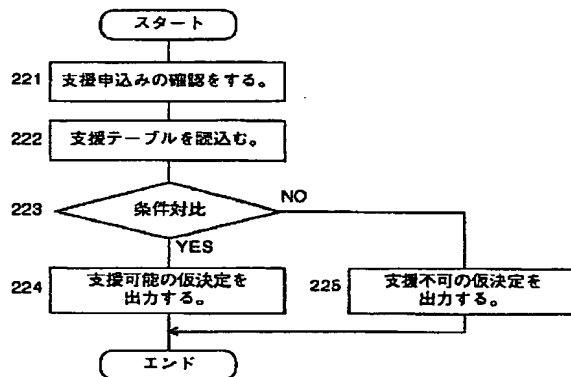 スタート
221 支援申込みの確認をする。
222 支援テーブルを読込む。
223 条件対比
NO
YES
224 支援可能の仮決定を
出力する。
225 支援不可の仮決定を
出力する。
エンド